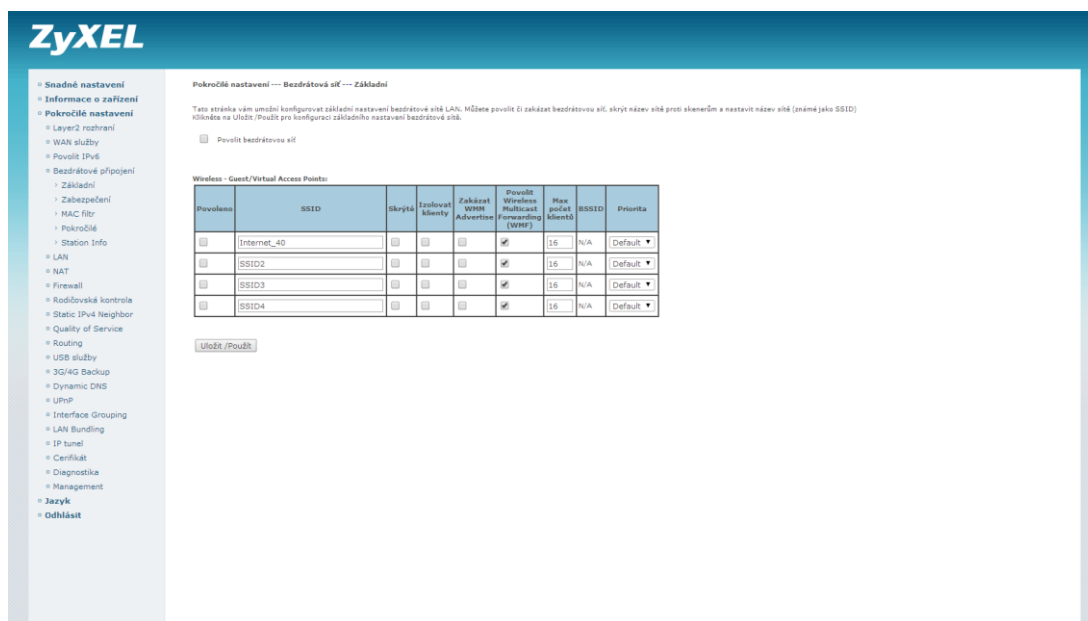 ZyXEL
Snadné nastavení
Informace o zařízení
Pokročilé nastavení
Layer2 rozhraní
WAN služby
Povolit IPv6
Bezdrátové připojení
Základní
Zabezpečení
MAC filtr
Pokročilé
Station Info
LAN
NAT
Firewall
Rodičovská kontrola
Static IPv4 Neighbor
Quality of Service
Routing
USB služby
3G/4G Backup
Dynamic DNS
UPnP
Interface Grouping
LAN Bundling
IP tunel
Cerifikát
Diagnostika
Management
Jazyk
Odhlásit
Pokročilé nastavení --- Bezdrátová síť --- Základní
Tato stránka vám umožní konfigurovat základní nastavení bezdrátové sítě LAN. Můžete povolit či zakázat bezdrátovou síť, skrýt název sítě proti skenerům a nastavit název sítě (známé jako SSID)
Klikněte na Uložit /Použít pro konfiguraci základního nastavení bezdrátové sítě.
Povolit bezdrátovou síť
Wireless - Guest/Virtual Access Points:
Povoleno SSID Skrýtá Izolovat klienty Zakázat WMM Advertise Povolit Wireless Multicast Forwarding (WMF) Max počet klientů BSSID Priorita
Internet_40 16 N/A Default
SSID2 16 N/A Default
SSID3 16 N/A Default
SSID4 16 N/A Default
Uložit /Použít